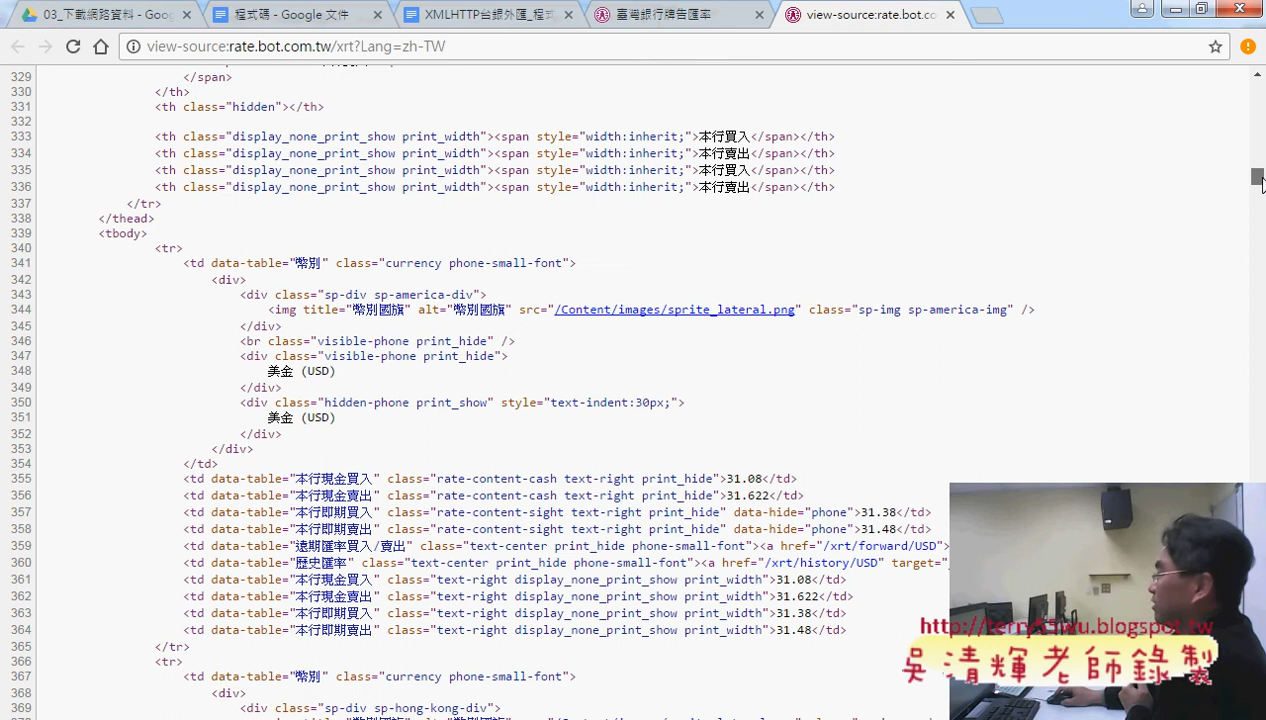 03_下載網路資料 - Goog
程式碼 - Google 文件
XMLHTTP台銀外匯_程式
臺灣銀行牌告匯率
view-source:rate.bot.co
view-source:rate.bot.com.tw/xrt?Lang=zh-TW
329 </span>
330 </th>
331 <th class="hidden"></th>
332
333 <th class="display_none_print_show print_width"><span style="width:inherit;">本行買入</span></th>
334 <th class="display_none_print_show print_width"><span style="width:inherit;">本行賣出</span></th>
335 <th class="display_none_print_show print_width"><span style="width:inherit;">本行買入</span></th>
336 <th class="display_none_print_show print_width"><span style="width:inherit;">本行賣出</span></th>
337 </tr>
338 </thead>
339 <tbody>
340 <tr>
341 <td data-table="幣別" class="currency phone-small-font">
342 <div>
343 <div class="sp-div sp-america-div">
344 <img title="幣別國旗" alt="幣別國旗" src="/Content/images/sprite_lateral.png" class="sp-img sp-america-img" />
345 </div>
346 <br class="visible-phone print_hide" />
347 <div class="visible-phone print_hide">
348 美金 (USD)
349 </div>
350 <div class="hidden-phone print_show" style="text-indent:30px;">
351 美金 (USD)
352 </div>
353 </div>
354 </td>
355 <td data-table="本行現金買入" class="rate-content-cash text-right print_hide">31.08</td>
356 <td data-table="本行現金賣出" class="rate-content-cash text-right print_hide">31.622</td>
357 <td data-table="本行即期買入" class="rate-content-sight text-right print_hide" data-hide="phone">31.38</td>
358 <td data-table="本行即期賣出" class="rate-content-sight text-right print_hide" data-hide="phone">31.48</td>
359 <td data-table="遠期匯率買入/賣出" class="text-center print_hide phone-small-font"><a href="/xrt/forward/USD">
360 <td data-table="歷史匯率" class="text-center print_hide phone-small-font"><a href="/xrt/history/USD" target="_
361 <td data-table="本行現金買入" class="text-right display_none_print_show print_width">31.08</td>
362 <td data-table="本行現金賣出" class="text-right display_none_print_show print_width">31.622</td>
363 <td data-table="本行即期買入" class="text-right display_none_print_show print_width">31.38</td>
364 <td data-table="本行即期賣出" class="text-right display_none_print_show print_width">31.48</td>
365 </tr>
366 <tr>
367 <td data-table="幣別" class="currency phone-small-font">
368 <div>
369 <div class="sp-div sp-hong-kong-div">
http://terry55wu.blogspot.tw
吳清輝老師錄製